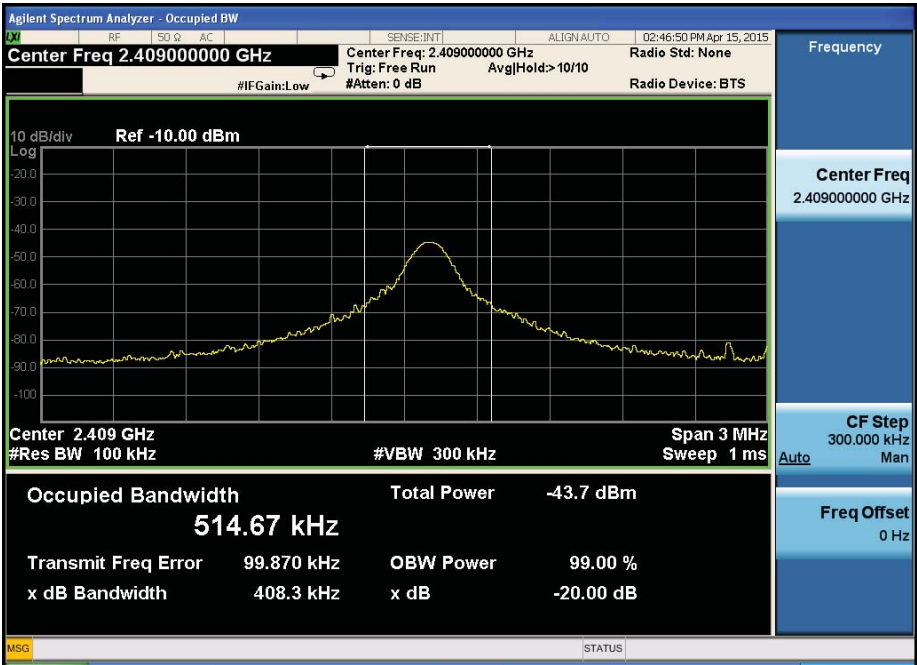 Agilent Spectrum Analyzer - Occupied BW
LXI RF 50 Ω AC SENSE:INT ALIGN AUTO 02:46:50 PM Apr 15, 2015
Center Freq 2.409000000 GHz
Center Freq: 2.409000000 GHz
Radio Std: None
Trig: Free Run Avg|Hold:>10/10
#IFGain:Low
#Atten: 0 dB
Radio Device: BTS
10 dB/div Ref -10.00 dBm
Log
-20.0
-30.0
-40.0
-50.0
-60.0
-70.0
-80.0
-90.0
-100
Center 2.409 GHz Span 3 MHz
#Res BW 100 kHz #VBW 300 kHz Sweep 1 ms
Occupied Bandwidth Total Power -43.7 dBm
514.67 kHz
Transmit Freq Error 99.870 kHz OBW Power 99.00 %
x dB Bandwidth 408.3 kHz x dB -20.00 dB
MSG STATUS
Frequency
Center Freq
2.409000000 GHz
CF Step
300.000 kHz
Auto Man
Freq Offset
0 Hz